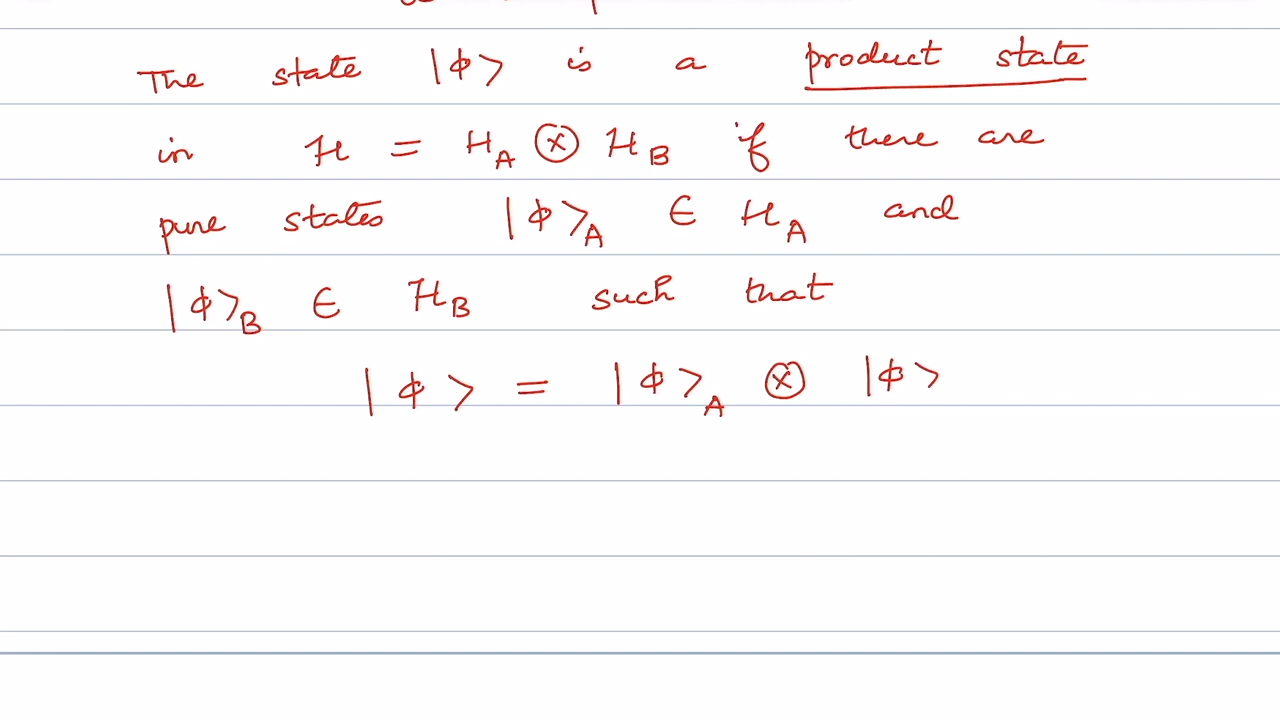 The state |ϕ> is a product state
in H = H_A ⊗ H_B if there are
pure states |ϕ>_A ∈ H_A and
|ϕ>_B ∈ H_B such that
|ϕ> = |ϕ>_A ⊗ |ϕ>